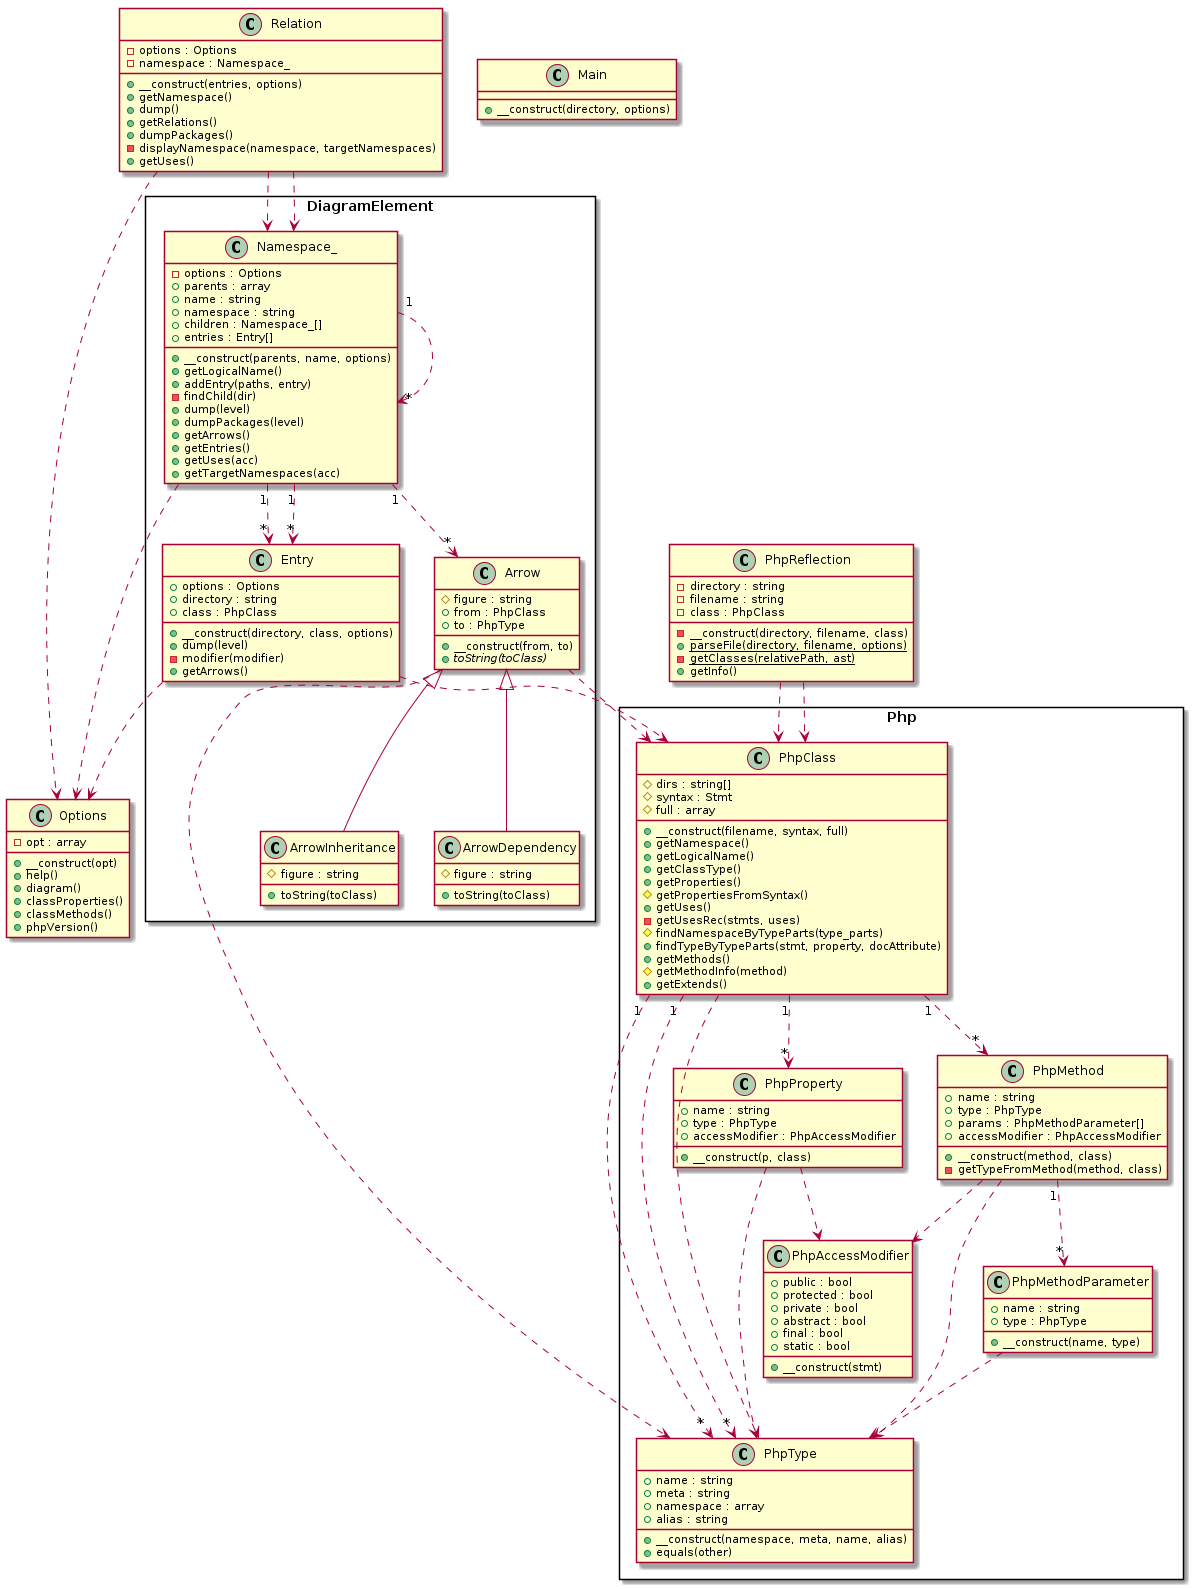 C Relation
options : Options
namespace : Namespace_
__construct(entries, options)
getNamespace()
dump()
getRelations()
dumpPackages()
displayNamespace(namespace, targetNamespaces)
getUses()
C Main
__construct(directory, options)
DiagramElement
C Namespace_
options : Options
parents : array
name : string
namespace : string
children : Namespace_[]
entries : Entry[]
__construct(parents, name, options)
getLogicalName()
addEntry(paths, entry)
findChild(dir)
dump(level)
dumpPackages(level)
getArrows()
getEntries()
getUses(acc)
getTargetNamespaces(acc)
1
*
1
1
1
*
*
*
C Entry
options : Options
directory : string
class : PhpClass
__construct(directory, class, options)
dump(level)
modifier(modifier)
getArrows()
C Arrow
figure : string
from : PhpClass
to : PhpType
__construct(from, to)
toString(toClass)
C PhpReflection
directory : string
filename : string
class : PhpClass
__construct(directory, filename, class)
parseFile(directory, filename, options)
getClasses(relativePath, ast)
getInfo()
C Options
opt : array
__construct(opt)
help()
diagram()
classProperties()
classMethods()
phpVersion()
C ArrowInheritance
figure : string
toString(toClass)
C ArrowDependency
figure : string
toString(toClass)
Php
C PhpClass
dirs : string[]
syntax : Stmt
full : array
__construct(filename, syntax, full)
getNamespace()
getLogicalName()
getClassType()
getProperties()
getPropertiesFromSyntax()
getUses()
getUsesRec(stmts, uses)
findNamespaceByTypeParts(type_parts)
findTypeByTypeParts(stmt, property, docAttribute)
getMethods()
getMethodInfo(method)
getExtends()
1
1
1
1
*
*
C PhpProperty
name : string
type : PhpType
accessModifier : PhpAccessModifier
__construct(p, class)
C PhpMethod
name : string
type : PhpType
params : PhpMethodParameter[]
accessModifier : PhpAccessModifier
__construct(method, class)
getTypeFromMethod(method, class)
1
*
C PhpAccessModifier
public : bool
protected : bool
private : bool
abstract : bool
final : bool
static : bool
__construct(stmt)
C PhpMethodParameter
name : string
type : PhpType
__construct(name, type)
*
*
C PhpType
name : string
meta : string
namespace : array
alias : string
__construct(namespace, meta, name, alias)
equals(other)